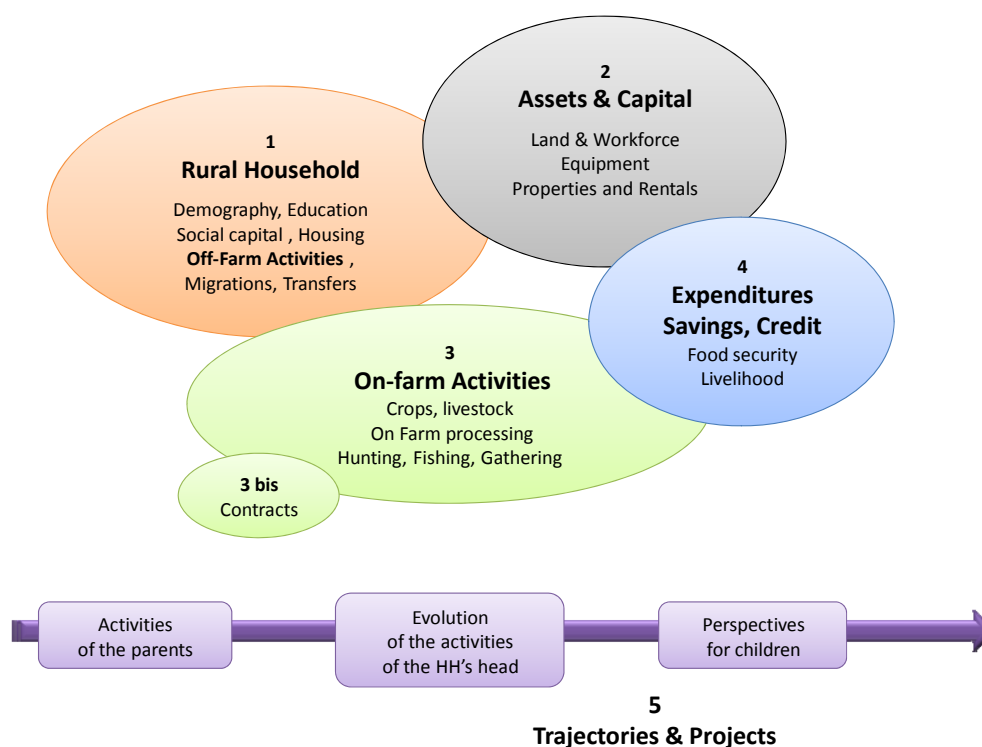 1
Rural Household
Demography, Education
Social capital , Housing
Off-Farm Activities ,
Migrations, Transfers
2
Assets & Capital
Land & Workforce
Equipment
Properties and Rentals
3
On-farm Activities
Crops, livestock
On Farm processing
Hunting, Fishing, Gathering
3 bis
Contracts
4
Expenditures
Savings, Credit
Food security
Livelihood
Activities
of the parents
Evolution
of the activities
of the HH's head
Perspectives
for children
5
Trajectories & Projects